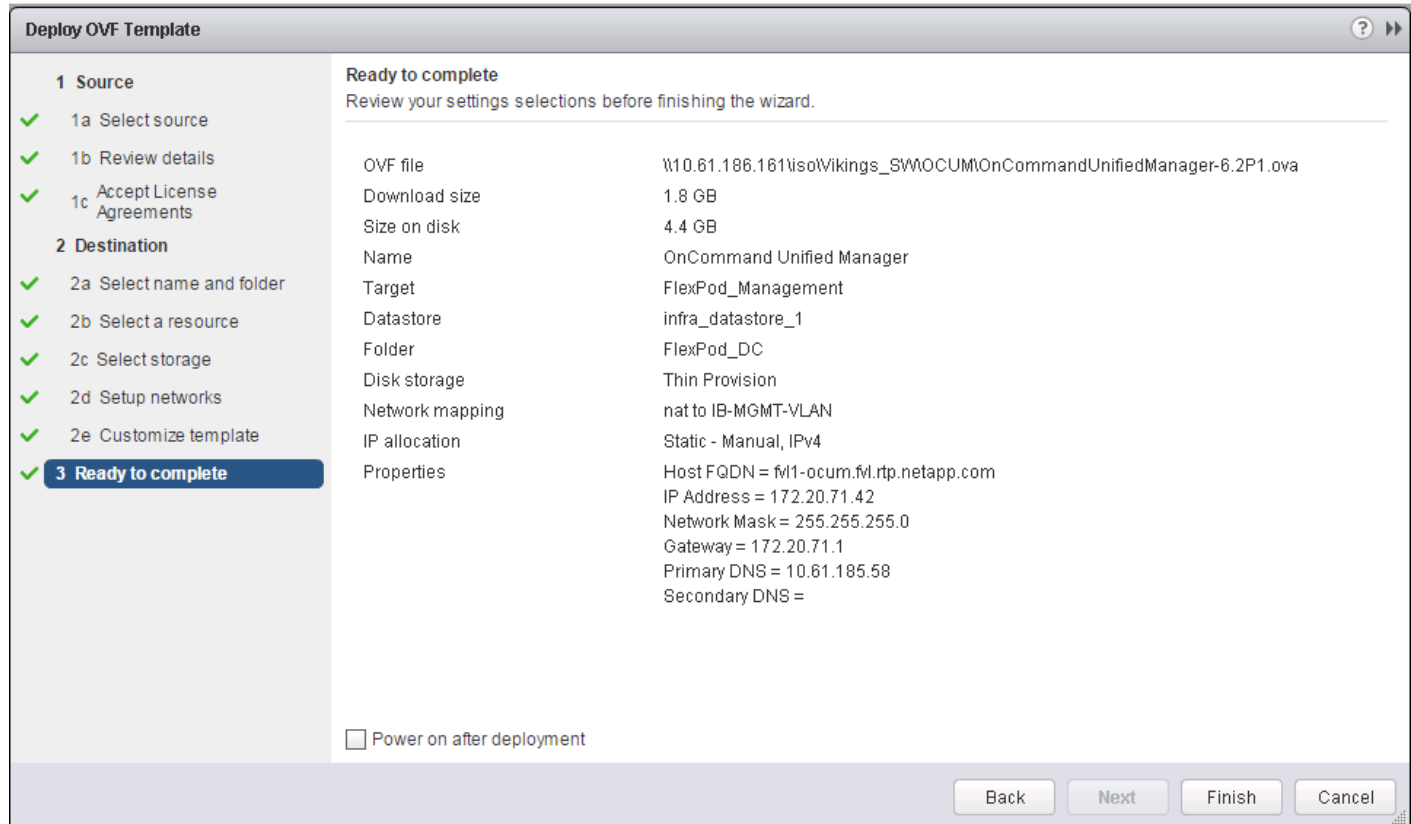 Deploy OVF Template
1 Source
1a Select source
1b Review details
1c Accept License
Agreements
2 Destination
2a Select name and folder
2b Select a resource
2c Select storage
2d Setup networks
2e Customize template
3 Ready to complete
Ready to complete
Review your settings selections before finishing the wizard.
OVF file \\10.61.186.161\iso\Vikings_SW\OCUM\OnCommandUnifiedManager-6.2P1.ova
Download size 1.8 GB
Size on disk 4.4 GB
Name OnCommand Unified Manager
Target FlexPod_Management
Datastore infra_datastore_1
Folder FlexPod_DC
Disk storage Thin Provision
Network mapping nat to IB-MGMT-VLAN
IP allocation Static - Manual, IPv4
Properties Host FQDN = fvl1-ocum.fvl.rtp.netapp.com
IP Address = 172.20.71.42
Network Mask = 255.255.255.0
Gateway = 172.20.71.1
Primary DNS = 10.61.185.58
Secondary DNS =
Power on after deployment
Back Next Finish Cancel